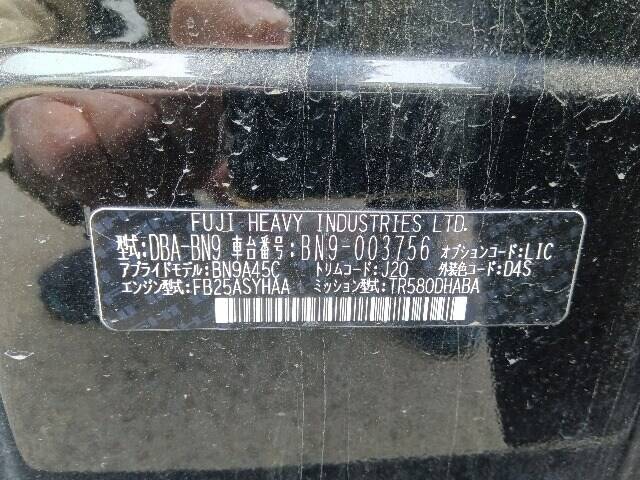 FUJI HEAVY INDUSTRIES LTD.
型式:DBA-BN9 車台番号:BN9-003756 オプションコード:LIC
アプライドモデル:BN9A45C トリムコード:J20 外装色コード:D4S
エンジン型式:FB25ASYHAA ミッション型式:TR580DHABA